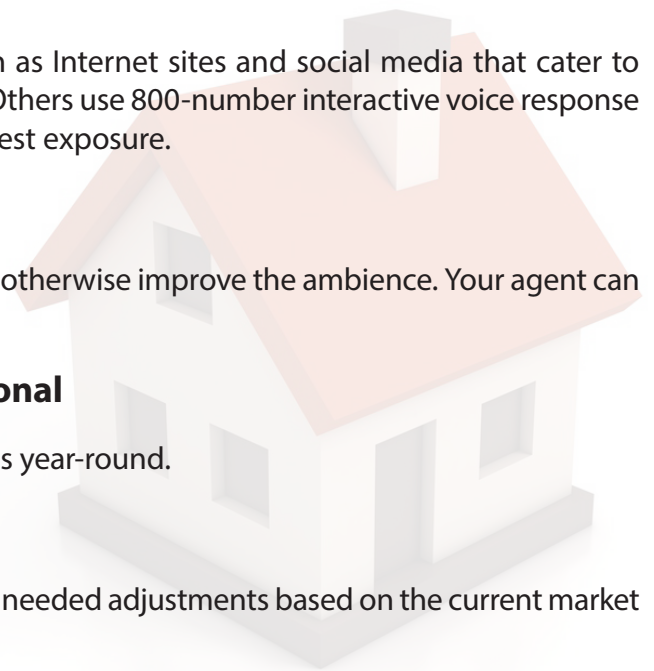 as Internet sites and social media that cater to
Others use 800-number interactive voice response
est exposure.
otherwise improve the ambience. Your agent can
onal
s year-round.
needed adjustments based on the current market